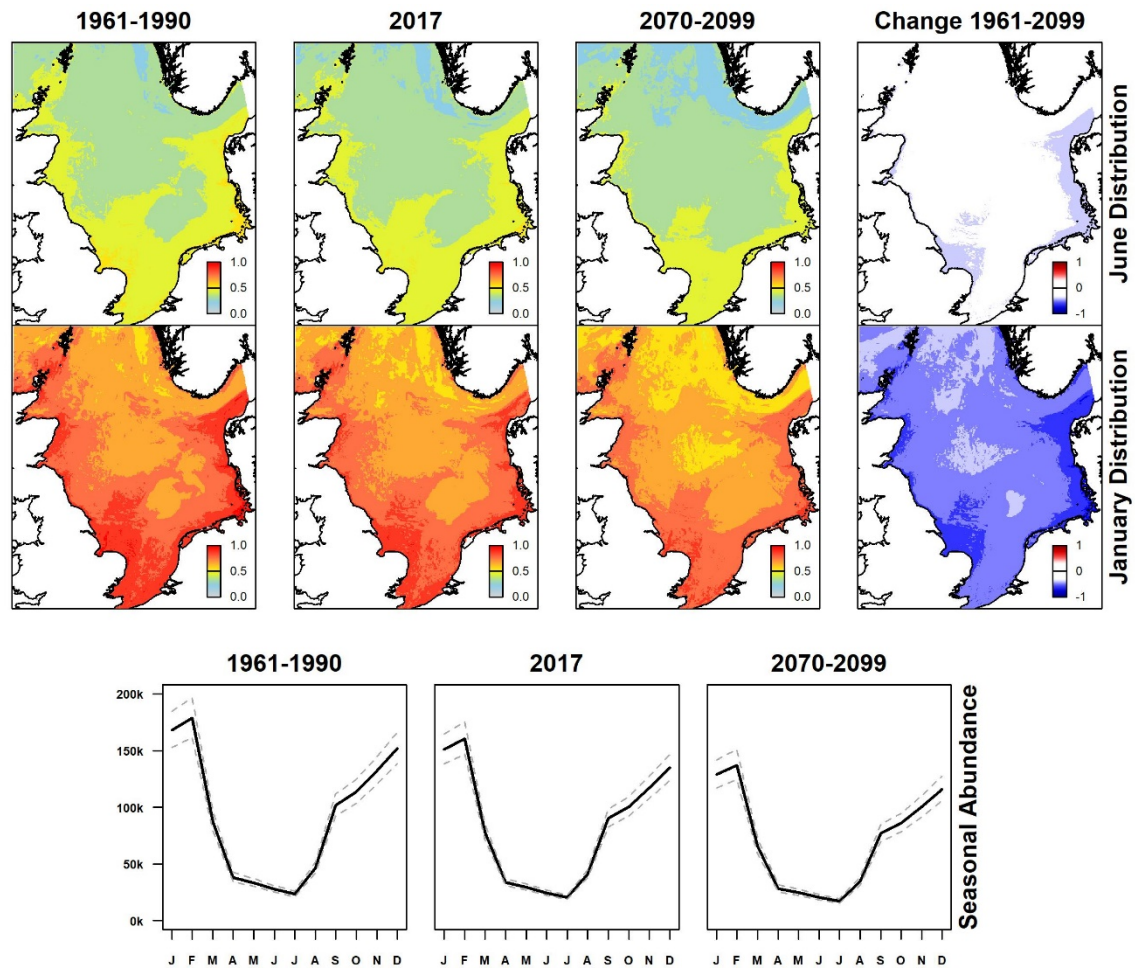 1961-1990
2017
2070-2099
Change 1961-2099
June Distribution
1.0
0.5
0.0
1.0
0.5
0.0
1.0
0.5
0.0
1
0
-1
January Distribution
1.0
0.5
0.0
1.0
0.5
0.0
1.0
0.5
0.0
1
0
-1
1961-1990
2017
2070-2099
Seasonal Abundance
200k
150k
100k
50k
0k
J F M A M J J A S O N D
J F M A M J J A S O N D
J F M A M J J A S O N D